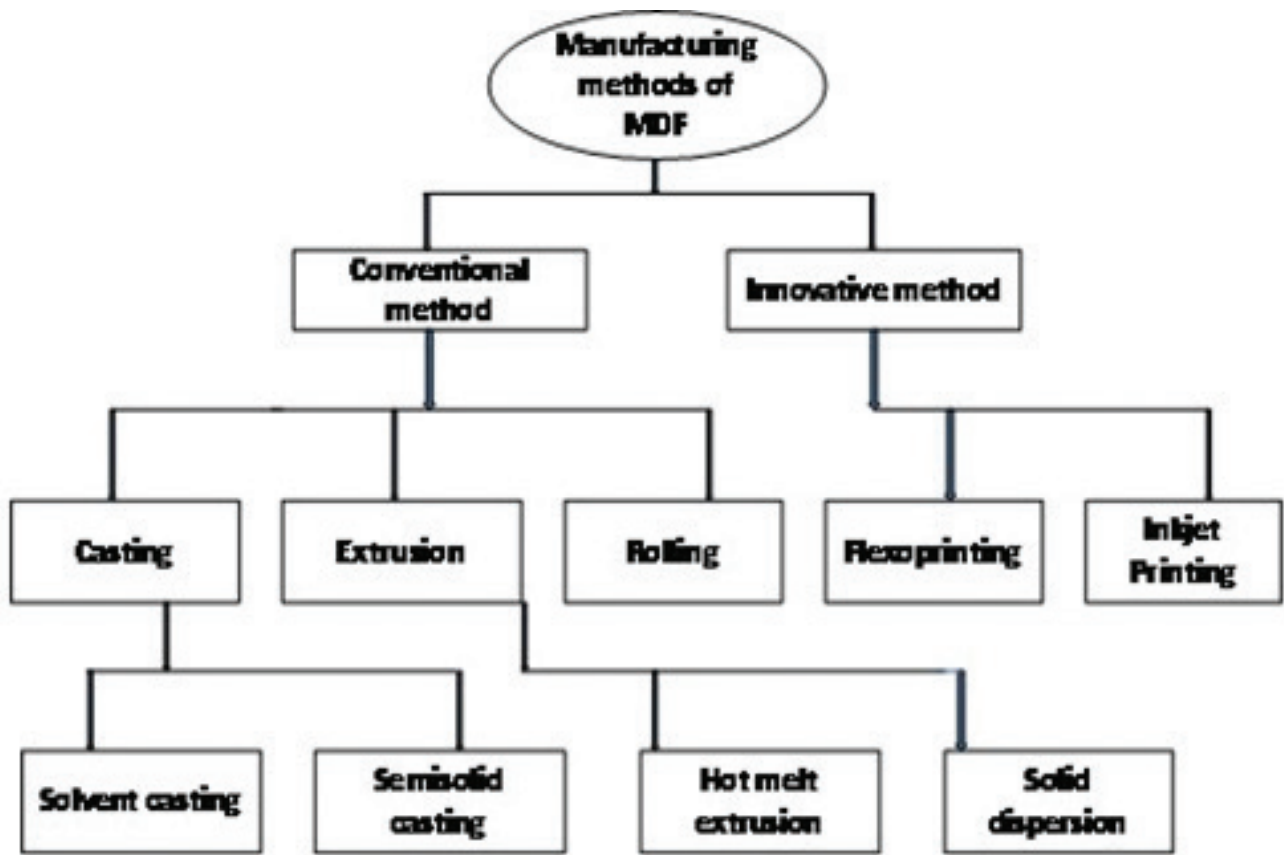 Manufacturing
methods of
MDF
Conventional
method
Innovative method
Casting
Extrusion
Rolling
Flexoprinting
Inkjet
Printing
Solvent casting
Semisolid
casting
Hot melt
extrusion
Solid
dispersion